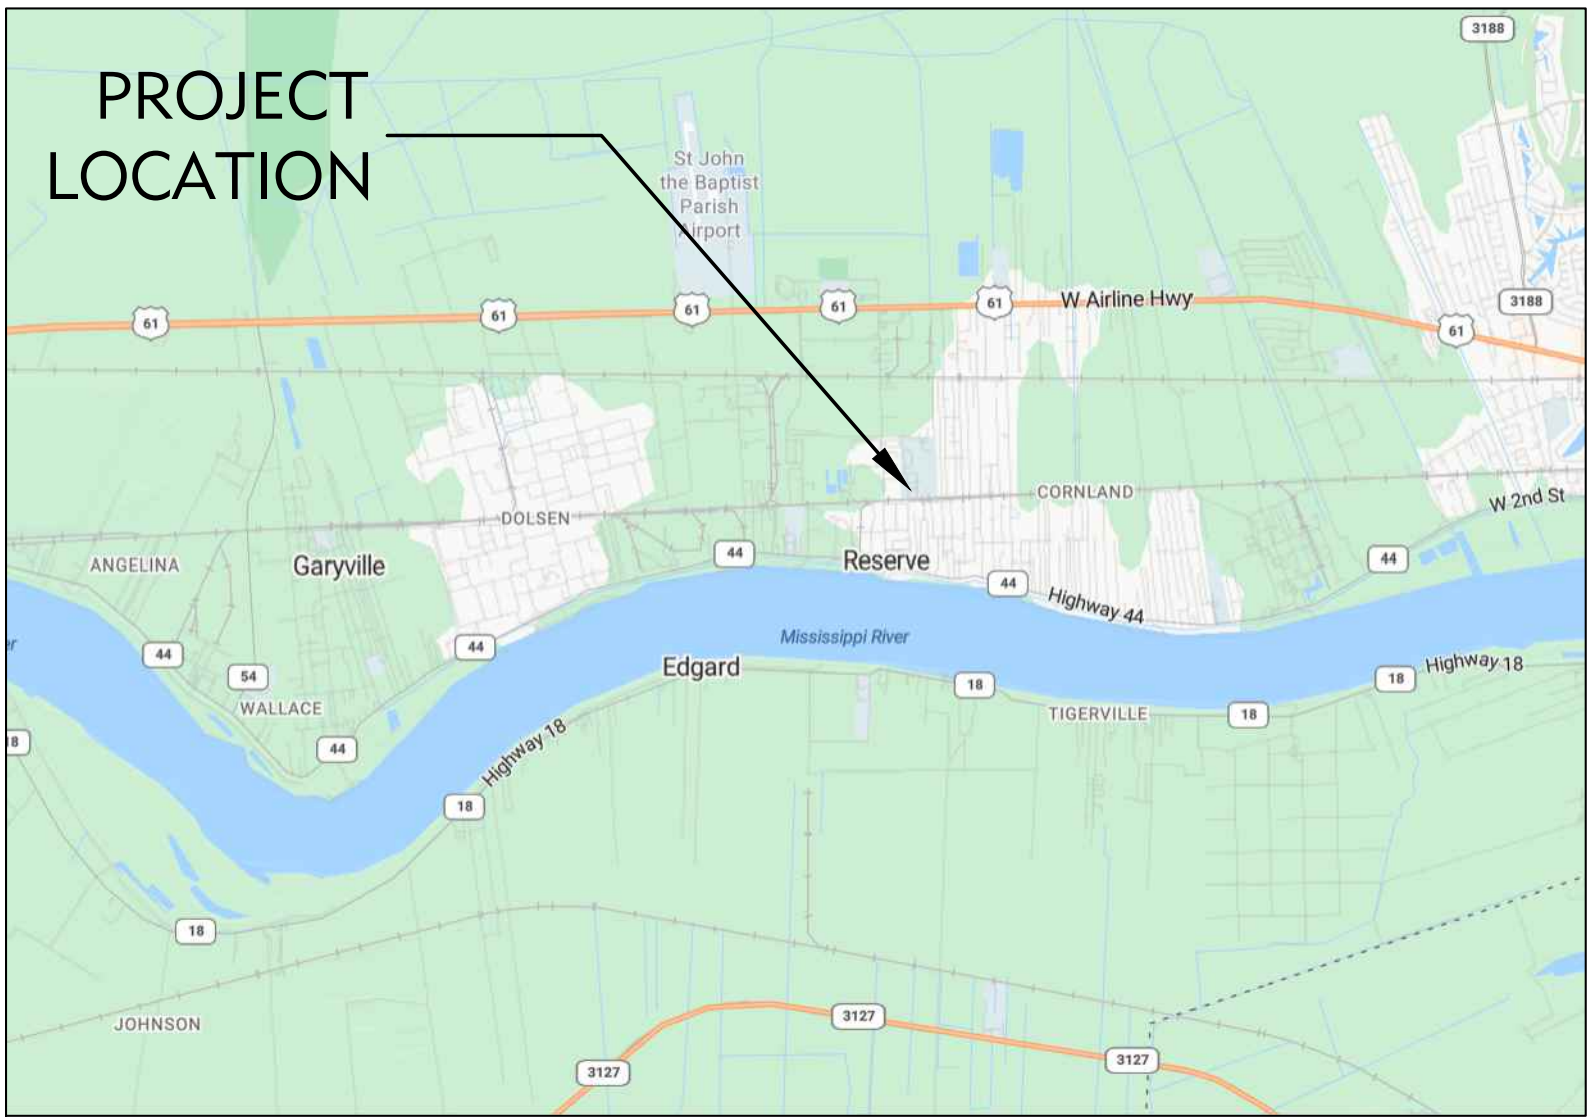 3188
PROJECT
LOCATION
St John
the Baptist
Parish
Airport
61
61
61
61
61
W Airline Hwy
3188
61
DOLSEN
CORNLAND
W 2nd St
ANGELINA
Garyville
44
Reserve
44
44
Highway 44
er
44
44
Mississippi River
54
Edgard
18
18
Highway 18
WALLACE
TIGERVILLE
18
18
44
Highway 18
18
18
JOHNSON
3127
3127
3127